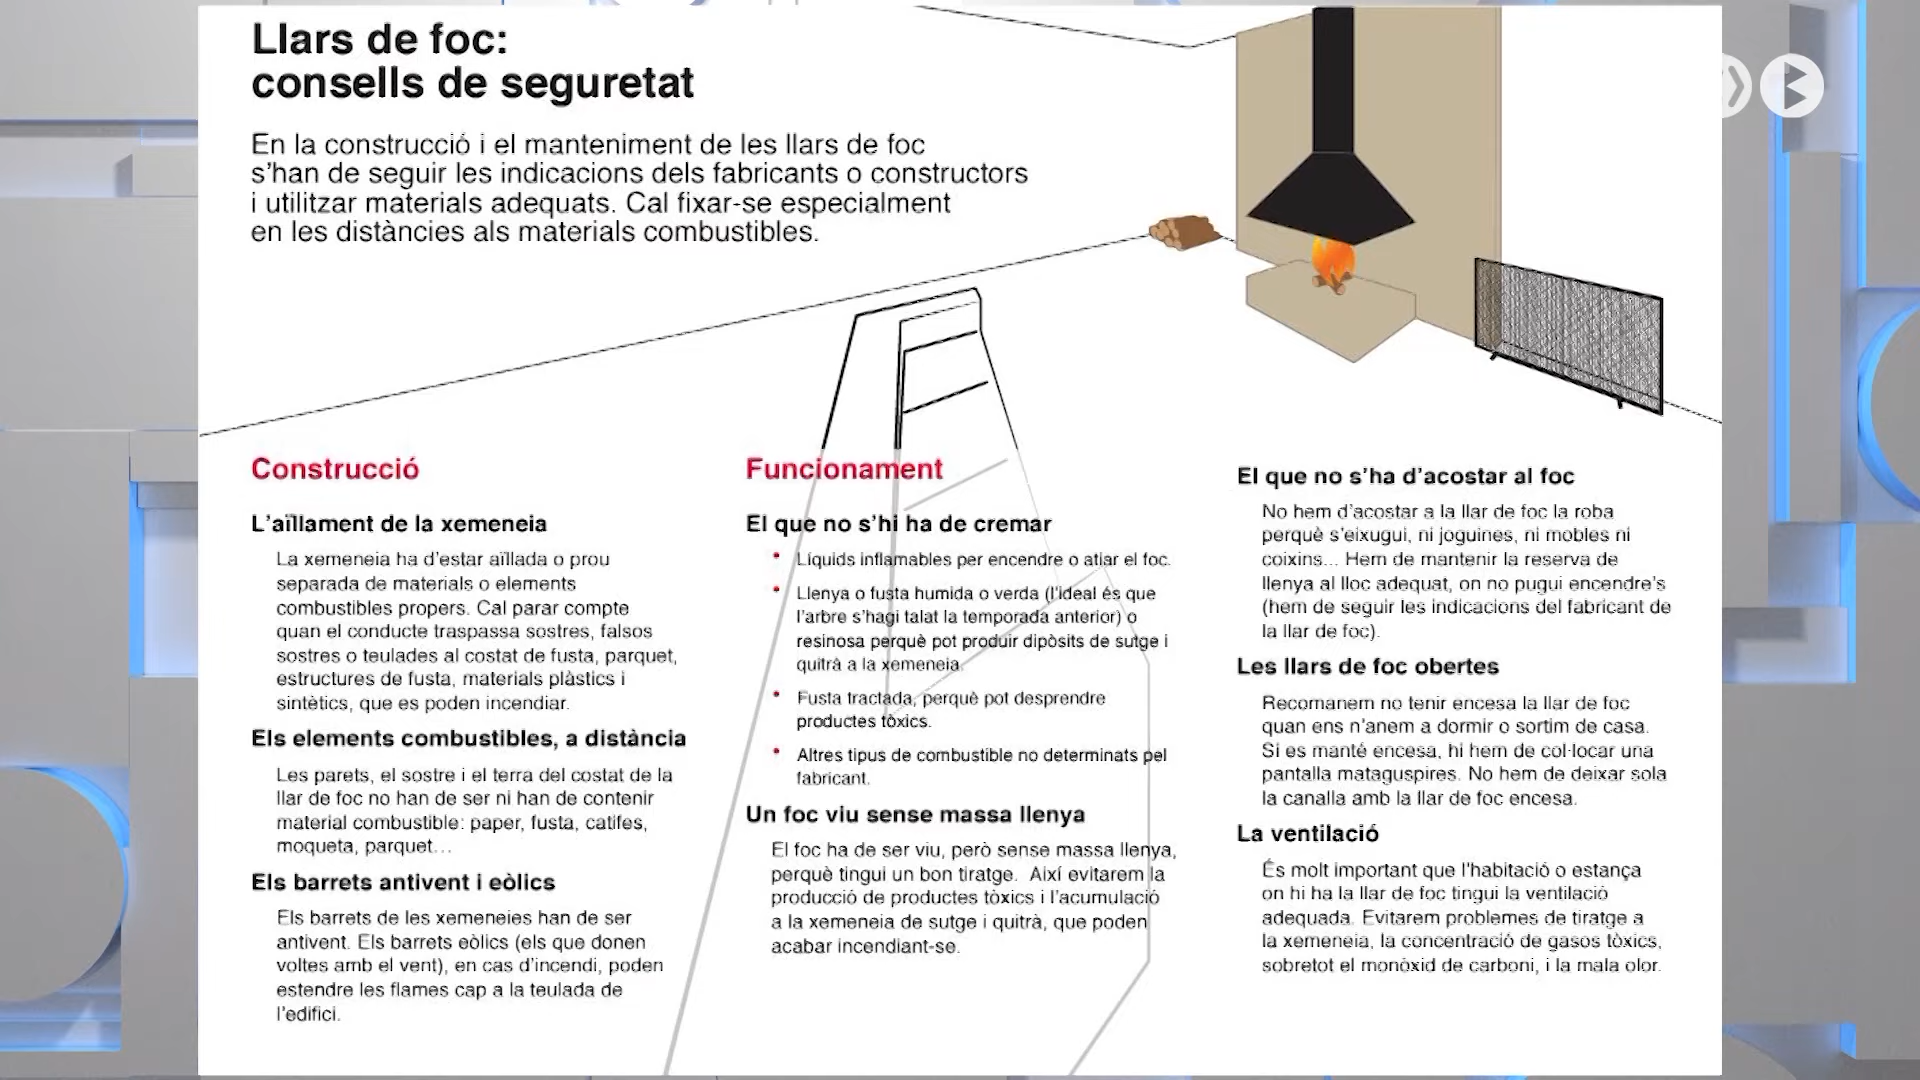 Llars de foc:
consells de seguretat
En la construcció i el manteniment de les llars de foc
s'han de seguir les indicacions dels fabricants o constructors
i utilitzar materials adequats. Cal fixar-se especialment
en les distàncies als materials combustibles.
Construcció
L'aïllament de la xemeneia
La xemeneia ha d'estar aïllada o prou
separada de materials o elements
combustibles propers. Cal parar compte
quan el conducte traspassa sostres, falsos
sostres o teulades al costat de fusta, parquet,
estructures de fusta, materials plàstics i
sintètics, que es poden incendiar.
Els elements combustibles, a distància
Les parets, el sostre i el terra del costat de la
llar de foc no han de ser ni han de contenir
material combustible: paper, fusta, catifes,
moqueta, parquet…
Els barrets antivent i eòlics
Els barrets de les xemeneies han de ser
antivent. Els barrets eòlics (els que donen
voltes amb el vent), en cas d'incendi, poden
estendre les flames cap a la teulada de
l'edifici.
Funcionament
El que no s'hi ha de cremar
• Líquids inflamables per encendre o atiar el foc.
• Llenya o fusta humida o verda (l'ideal és que
l'arbre s'hagi talat la temporada anterior) o
resinosa perquè pot produir dipòsits de sutge i
quitrà a la xemeneia.
• Fusta tractada, perquè pot desprendre
productes tòxics.
• Altres tipus de combustible no determinats pel
fabricant.
Un foc viu sense massa llenya
El foc ha de ser viu, però sense massa llenya,
perquè tingui un bon tiratge. Així evitarem la
producció de productes tòxics i l'acumulació
a la xemeneia de sutge i quitrà, que poden
acabar incendiant-se.
El que no s'ha d'acostar al foc
No hem d'acostar a la llar de foc la roba
perquè s'eixugui, ni joguines, ni mobles ni
coixins... Hem de mantenir la reserva de
llenya al lloc adequat, on no pugui encendre's
(hem de seguir les indicacions del fabricant de
la llar de foc).
Les llars de foc obertes
Recomanem no tenir encesa la llar de foc
quan ens n'anem a dormir o sortim de casa.
Si es manté encesa, hi hem de col·locar una
pantalla mataguspires. No hem de deixar sola
la canalla amb la llar de foc encesa.
La ventilació
És molt important que l'habitació o estança
on hi ha la llar de foc tingui la ventilació
adequada. Evitarem problemes de tiratge a
la xemeneia, la concentració de gasos tòxics,
sobretot el monòxid de carboni, i la mala olor.